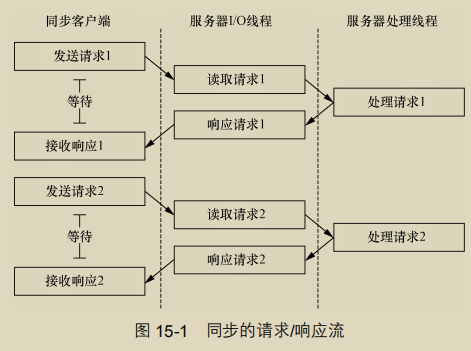 同步客户端 服务器I/O线程 服务器处理线程
发送请求1
读取请求1
等待
处理请求1
响应请求1
接收响应1
发送请求2
读取请求2
等待
处理请求2
响应请求2
接收响应2
图 15-1 同步的请求/响应流